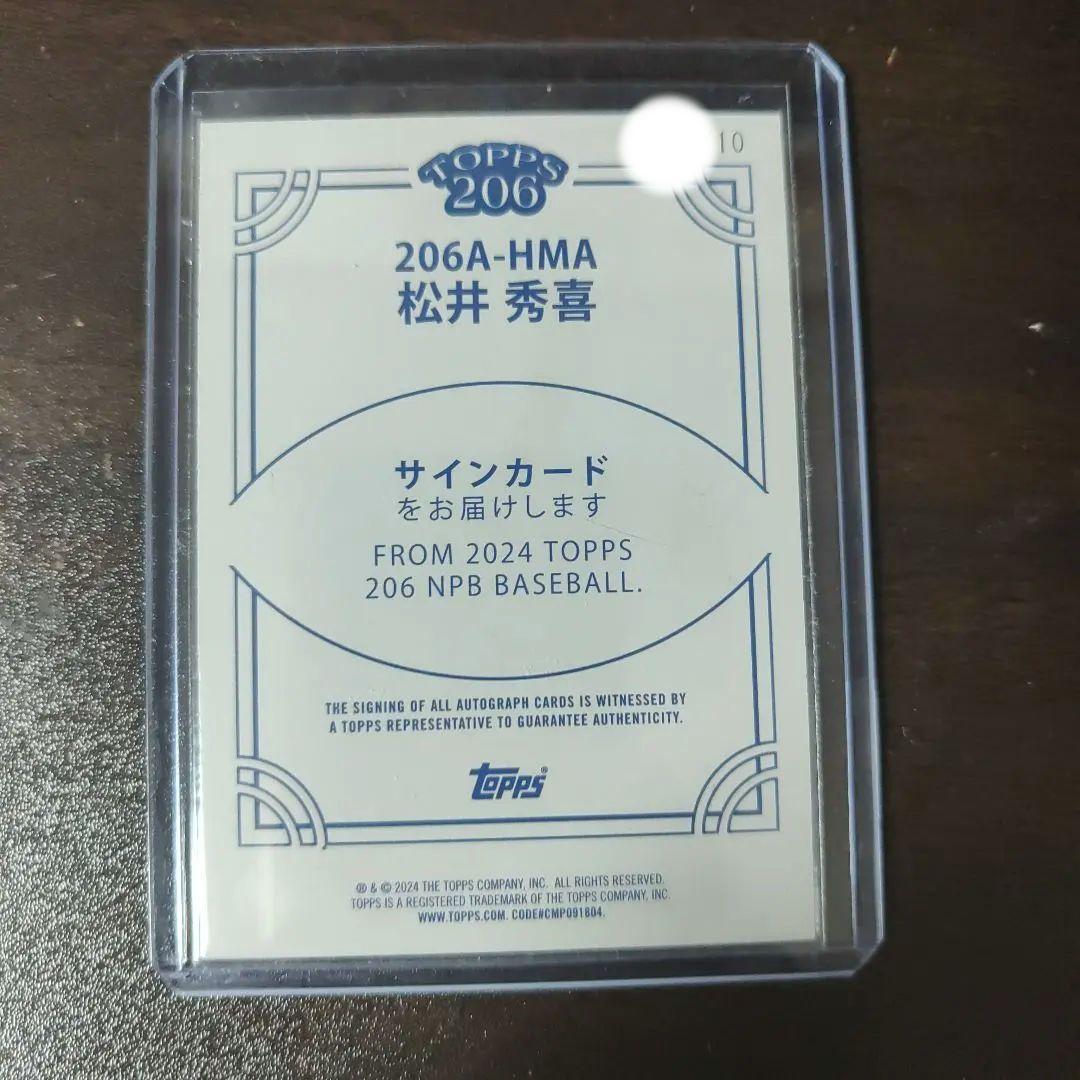 10
TOPPS
206
206A-HMA
松井 秀喜
サインカード
をお届けします
FROM 2024 TOPPS
206 NPB BASEBALL.
THE SIGNING OF ALL AUTOGRAPH CARDS IS WITNESSED BY
A TOPPS REPRESENTATIVE TO GUARANTEE AUTHENTICITY.
Topps®
® & © 2024 THE TOPPS COMPANY, INC. ALL RIGHTS RESERVED.
TOPPS IS A REGISTERED TRADEMARK OF THE TOPPS COMPANY, INC.
WWW.TOPPS.COM. CODE#CMP091804.